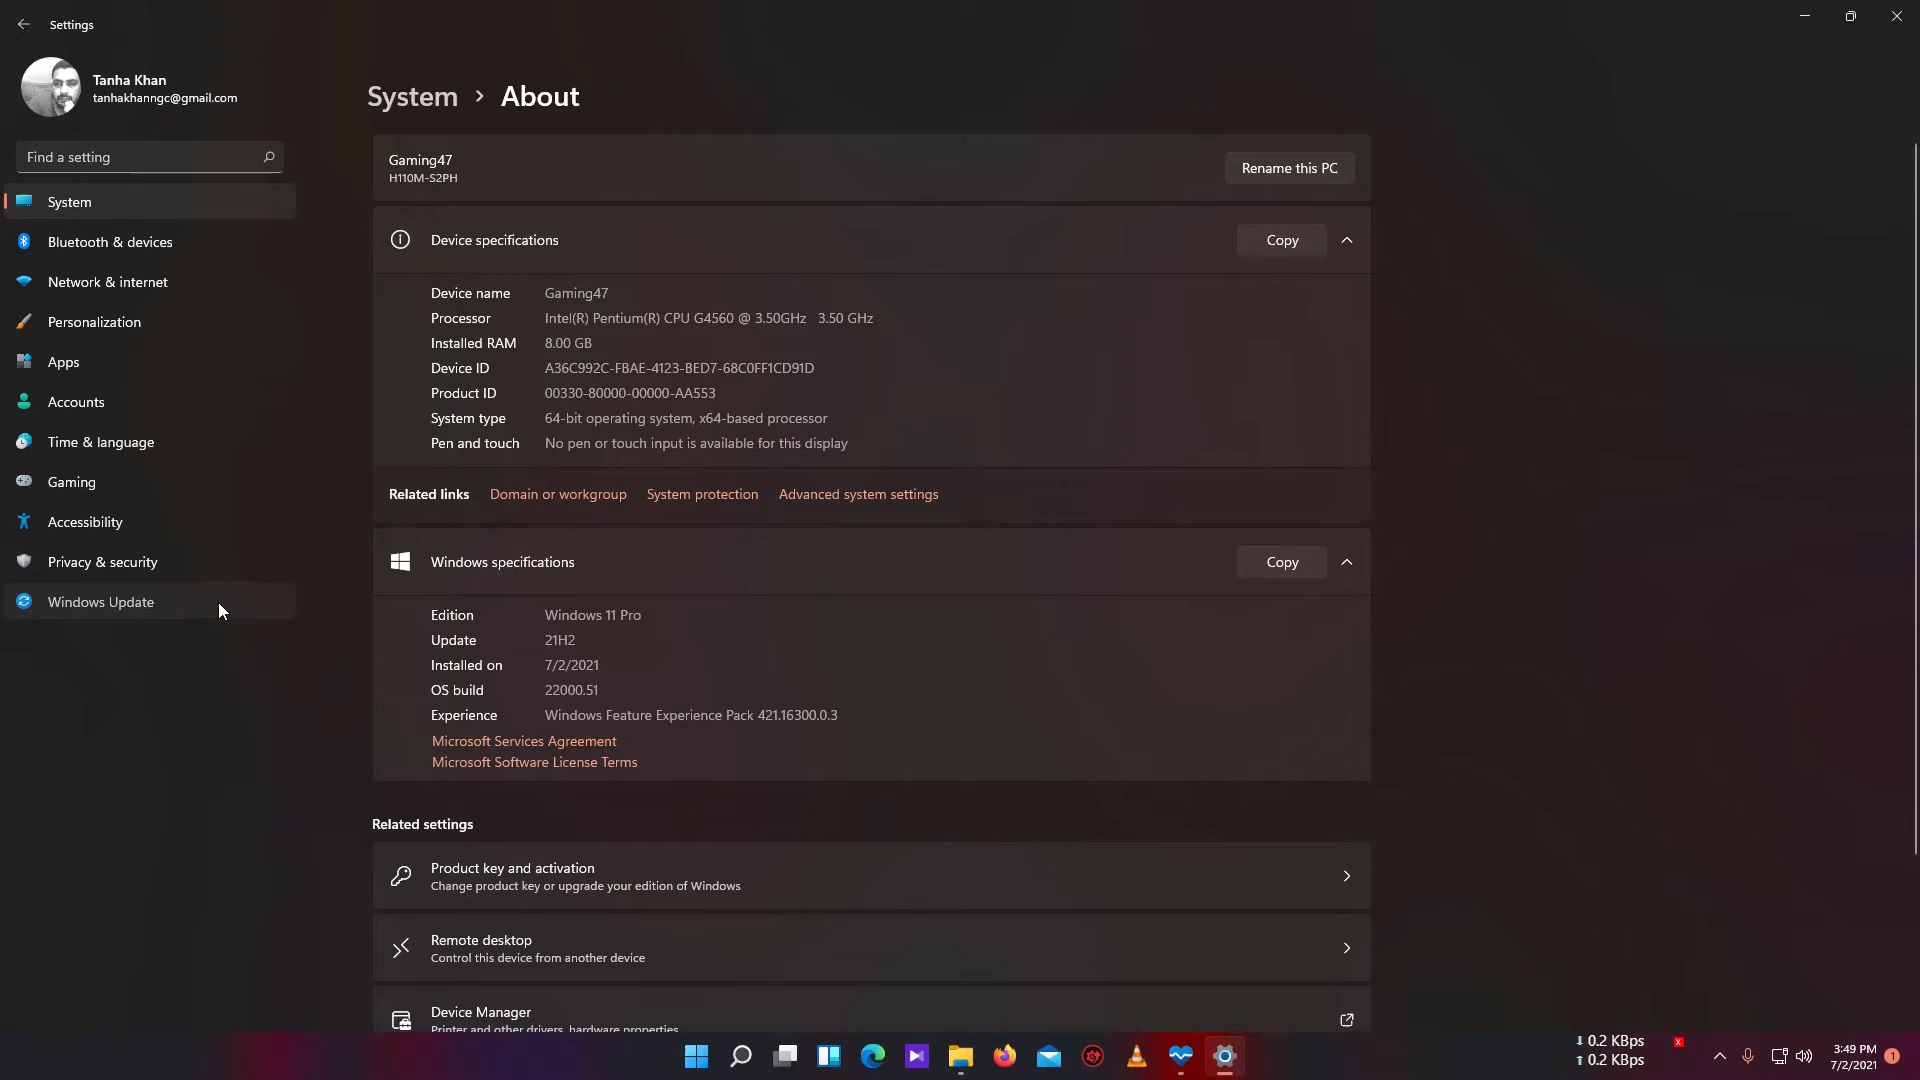 Settings
Tanha Khan
tanhakhanngc@gmail.com
Find a setting
System
Bluetooth & devices
Network & internet
Personalization
Apps
Accounts
Time & language
Gaming
Accessibility
Privacy & security
Windows Update
System > About
Gaming47
H110M-S2PH
Rename this PC
Device specifications
Copy
Device name Gaming47
Processor Intel(R) Pentium(R) CPU G4560 @ 3.50GHz 3.50 GHz
Installed RAM 8.00 GB
Device ID A36C992C-FBAE-4123-BED7-68C0FF1CD91D
Product ID 00330-80000-00000-AA553
System type 64-bit operating system, x64-based processor
Pen and touch No pen or touch input is available for this display
Related links Domain or workgroup System protection Advanced system settings
Windows specifications
Copy
Edition Windows 11 Pro
Update 21H2
Installed on 7/2/2021
OS build 22000.51
Experience Windows Feature Experience Pack 421.16300.0.3
Microsoft Services Agreement
Microsoft Software License Terms
Related settings
Product key and activation
Change product key or upgrade your edition of Windows
Remote desktop
Control this device from another device
Device Manager
Printer and other drivers, hardware properties
0.2 KBps
0.2 KBps
x
3:49 PM
7/2/2021
1